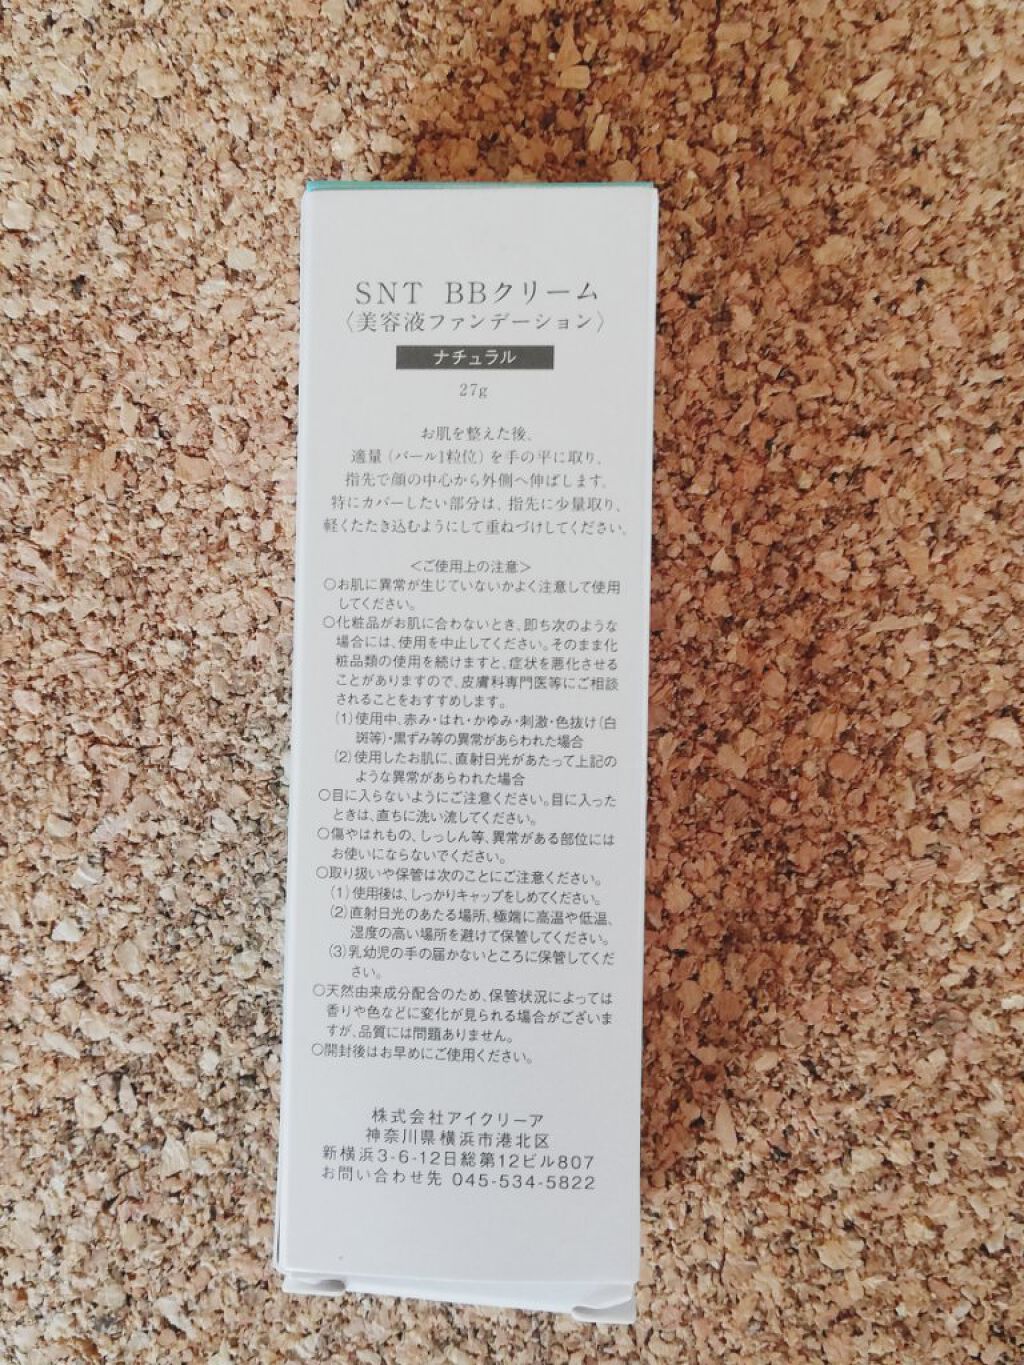 SNT BBクリーム
〈美容液ファンデーション〉
ナチュラル
27g
お肌を整えた後、
適量（パール1粒位）を手の平に取り、
指先で顔の中心から外側へ伸ばします。
特にカバーしたい部分は、指先に少量取り、
軽くたたき込むようにして重ねづけしてください。
＜ご使用上の注意＞
○お肌に異常が生じていないかよく注意して使用
してください。
○化粧品がお肌に合わないとき、即ち次のような
場合には、使用を中止してください。そのまま化
粧品類の使用を続けますと、症状を悪化させる
ことがありますので、皮膚科専門医等にご相談
されることをおすすめします。
(1)使用中、赤み・はれ・かゆみ・刺激・色抜け(白
斑等)・黒ずみ等の異常があらわれた場合
(2)使用したお肌に、直射日光があたって上記の
ような異常があらわれた場合
○目に入らないようにご注意ください。目に入った
ときは、直ちに洗い流してください。
○傷やはれもの、しっしん等、異常がある部位には
お使いにならないでください。
○取り扱いや保管は次のことにご注意ください。
(1)使用後は、しっかりキャップをしめてください。
(2)直射日光のあたる場所、極端に高温や低温、
湿度の高い場所を避けて保管してください。
(3)乳幼児の手の届かないところに保管してくだ
さい。
○天然由来成分配合のため、保管状況によっては
香りや色などに変化が見られる場合がございま
すが、品質には問題ありません。
○開封後はお早めにご使用ください。
株式会社アイクリーア
神奈川県横浜市港北区
新横浜3-6-12日総第12ビル807
お問い合わせ先 045-534-5822